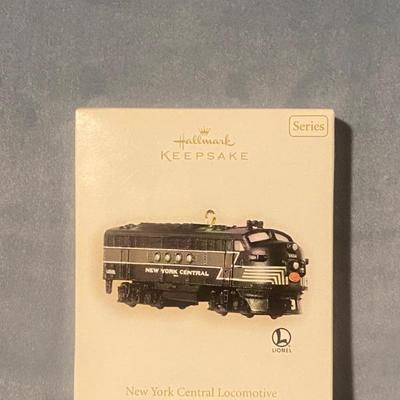 Hallmark
KEEPSAKE
Series
NEW YORK CENTRAL
L
LIONEL
New York Central Locomotive